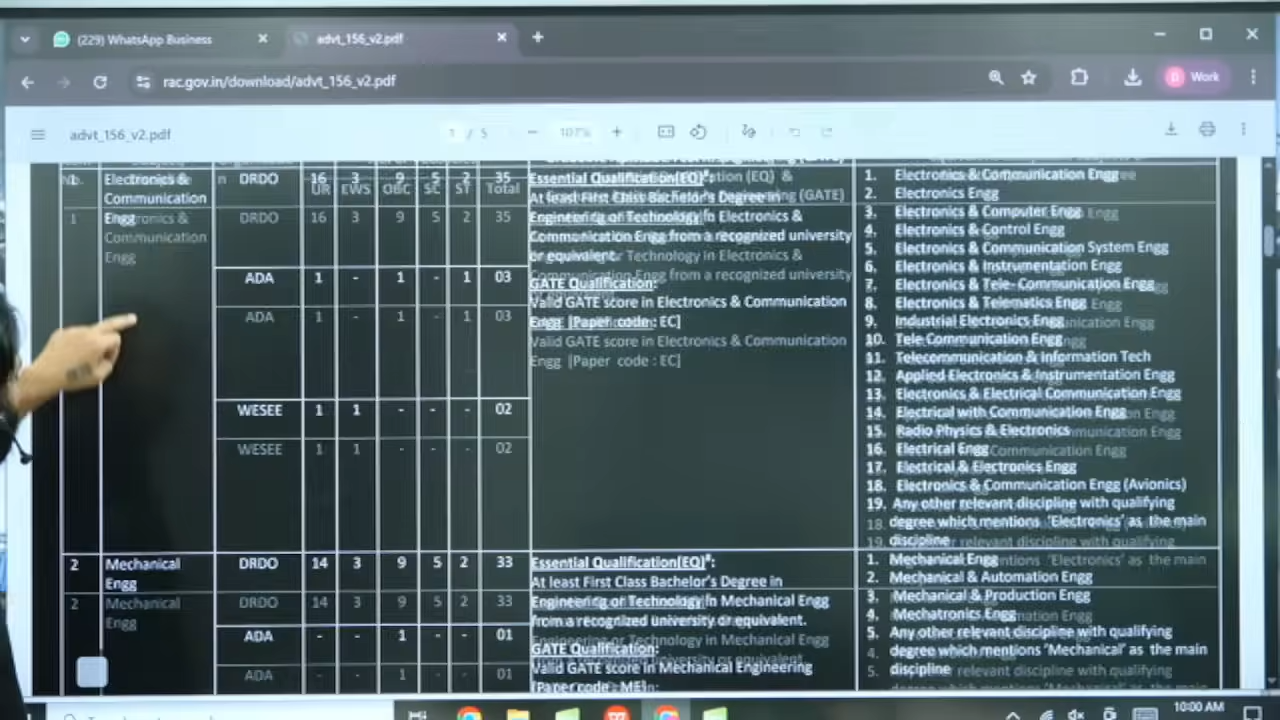 (229) WhatsApp Business
advt_156_v2.pdf
rac.gov.in/download/advt_156_v2.pdf
Work
advt_156_v2.pdf
/ 5
107%
UR EWS OBC SC ST Total
1 Electronics & Communication Engg
DRDO 16 3 9 5 2 35
ADA 1 - 1 - 1 03
WESEE 1 1 - - - 02
Essential Qualification(EQ)#:
At least First Class Bachelor's Degree in
Engineering or Technology in Electronics &
Communication Engg from a recognized university
or equivalent.
GATE Qualification:
Valid GATE score in Electronics & Communication
Engg [Paper code : EC]
1. Electronics & Communication Engg
2. Electronics Engg
3. Electronics & Computer Engg
4. Electronics & Control Engg
5. Electronics & Communication System Engg
6. Electronics & Instrumentation Engg
7. Electronics & Tele- Communication Engg
8. Electronics & Telematics Engg
9. Industrial Electronics Engg
10. Tele Communication Engg
11. Telecommunication & Information Tech
12. Applied Electronics & Instrumentation Engg
13. Electronics & Electrical Communication Engg
14. Electrical with Communication Engg
15. Radio Physics & Electronics
16. Electrical Engg
17. Electrical & Electronics Engg
18. Electronics & Communication Engg (Avionics)
19. Any other relevant discipline with qualifying
degree which mentions 'Electronics' as the main
discipline
2 Mechanical Engg
DRDO 14 3 9 5 2 33
ADA - - 1 - - 01
Essential Qualification(EQ)#:
At least First Class Bachelor's Degree in
Engineering or Technology in Mechanical Engg
from a recognized university or equivalent.
GATE Qualification:
Valid GATE score in Mechanical Engineering
[Paper code : ME]
1. Mechanical Engg
2. Mechanical & Automation Engg
3. Mechanical & Production Engg
4. Mechatronics Engg
5. Any other relevant discipline with qualifying
degree which mentions 'Mechanical' as the main
discipline
10:00 AM